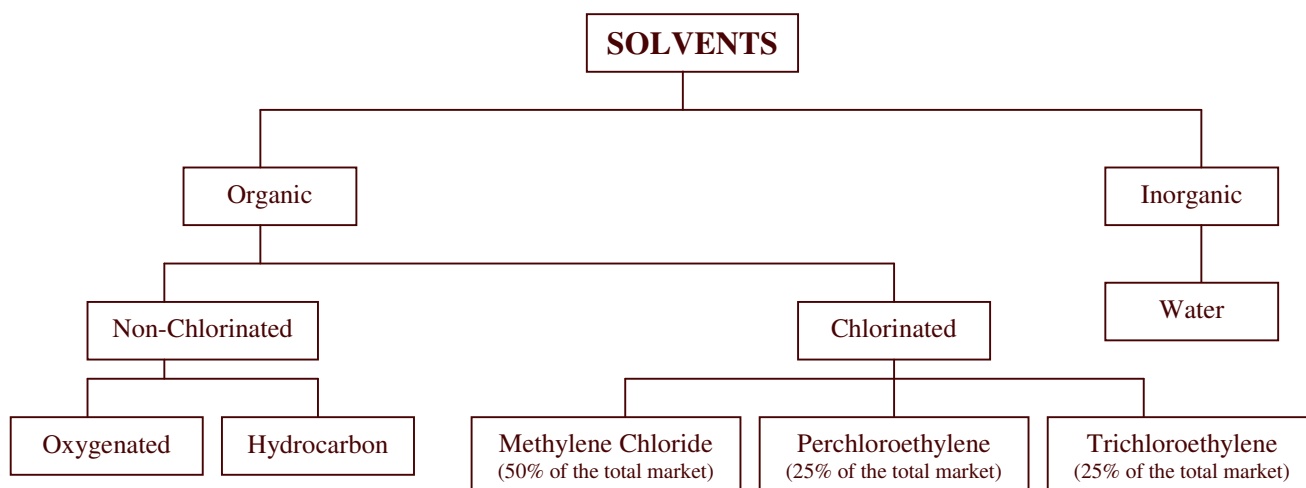 SOLVENTS
Organic
Inorganic
Non-Chlorinated
Chlorinated
Water
Oxygenated
Hydrocarbon
Methylene Chloride
(50% of the total market)
Perchloroethylene
(25% of the total market)
Trichloroethylene
(25% of the total market)